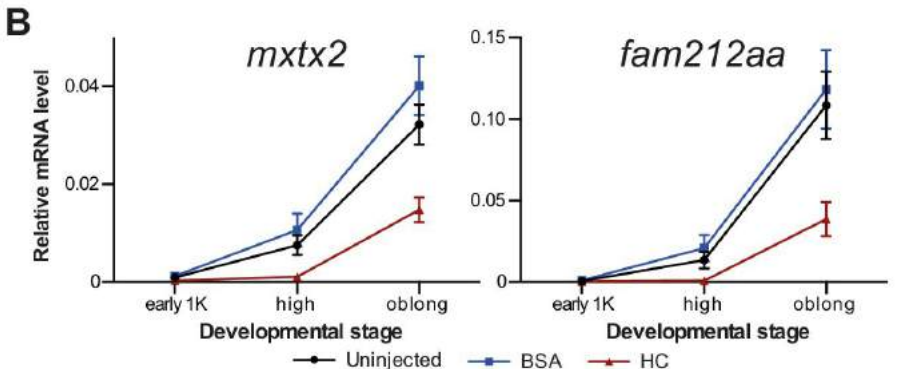 B
mxtx2
fam212aa
Relative mRNA level
0.04
0.02
0
early 1K high oblong
Developmental stage
0.15
0.10
0.05
0
early 1K high oblong
Developmental stage
Uninjected BSA HC